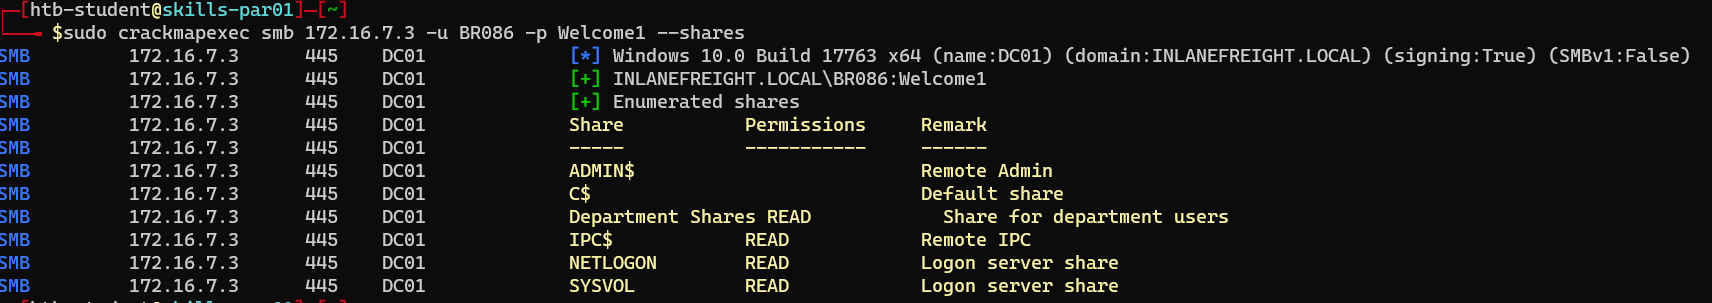 [htb-student@skills-par01]-[~]
$sudo crackmapexec smb 172.16.7.3 -u BR086 -p Welcome1 --shares
SMB 172.16.7.3 445 DC01 [*] Windows 10.0 Build 17763 x64 (name:DC01) (domain:INLANEFREIGHT.LOCAL) (signing:True) (SMBv1:False)
SMB 172.16.7.3 445 DC01 [+] INLANEFREIGHT.LOCAL\BR086:Welcome1
SMB 172.16.7.3 445 DC01 [+] Enumerated shares
SMB 172.16.7.3 445 DC01 Share Permissions Remark
SMB 172.16.7.3 445 DC01 ----- ----------- ------
SMB 172.16.7.3 445 DC01 ADMIN$ Remote Admin
SMB 172.16.7.3 445 DC01 C$ Default share
SMB 172.16.7.3 445 DC01 Department Shares READ Share for department users
SMB 172.16.7.3 445 DC01 IPC$ READ Remote IPC
SMB 172.16.7.3 445 DC01 NETLOGON READ Logon server share
SMB 172.16.7.3 445 DC01 SYSVOL READ Logon server share